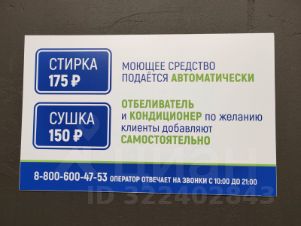 СТИРКА
175 ₽
МОЮЩЕЕ СРЕДСТВО
ПОДАЁТСЯ АВТОМАТИЧЕСКИ
СУШКА
150 ₽
ОТБЕЛИВАТЕЛЬ
и КОНДИЦИОНЕР по желанию
клиенты добавляют
САМОСТОЯТЕЛЬНО
8-800-600-47-53 ОПЕРАТОР ОТВЕЧАЕТ НА ЗВОНКИ С 10:00 ДО 21:00
ID 322402843